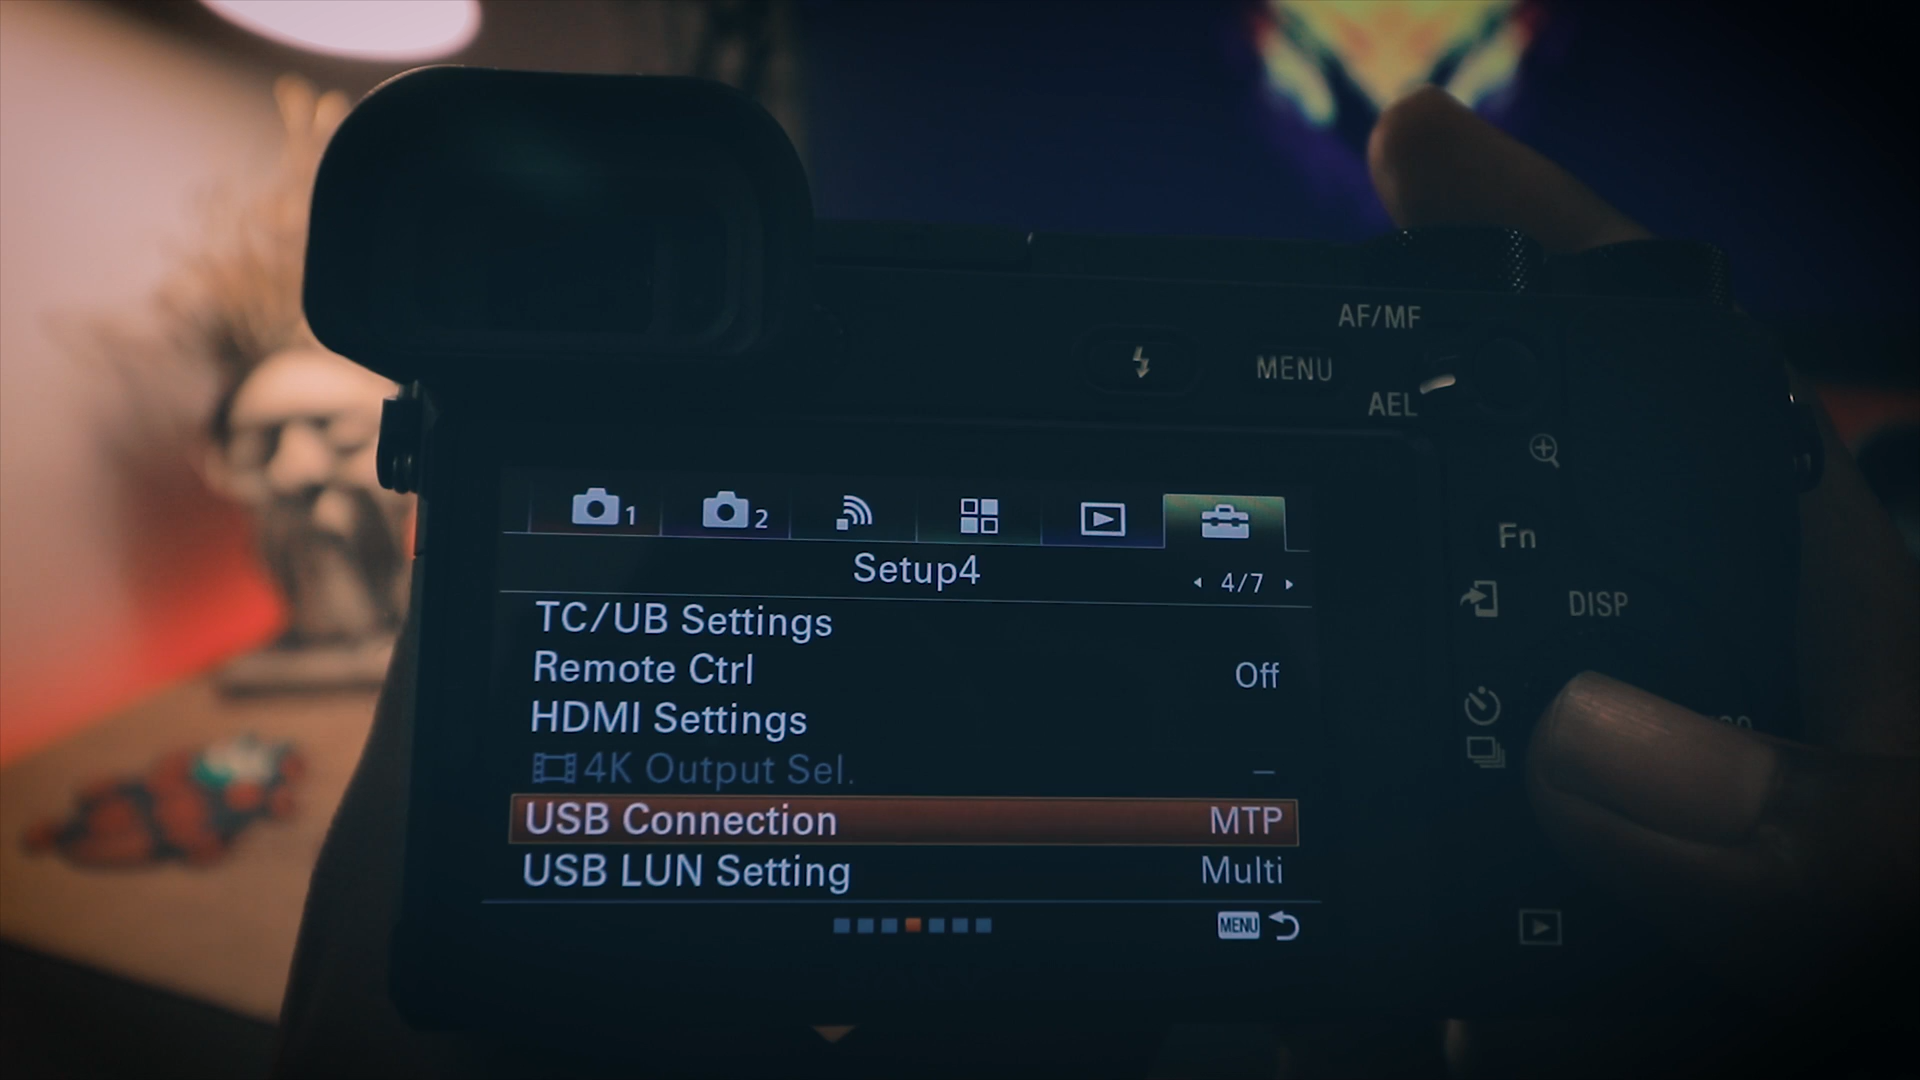 AF/MF
MENU
AEL
1 2
Setup4
4/7
TC/UB Settings
Remote Ctrl Off
HDMI Settings
4K Output Sel. –
USB Connection MTP
USB LUN Setting Multi
MENU
Fn
DISP